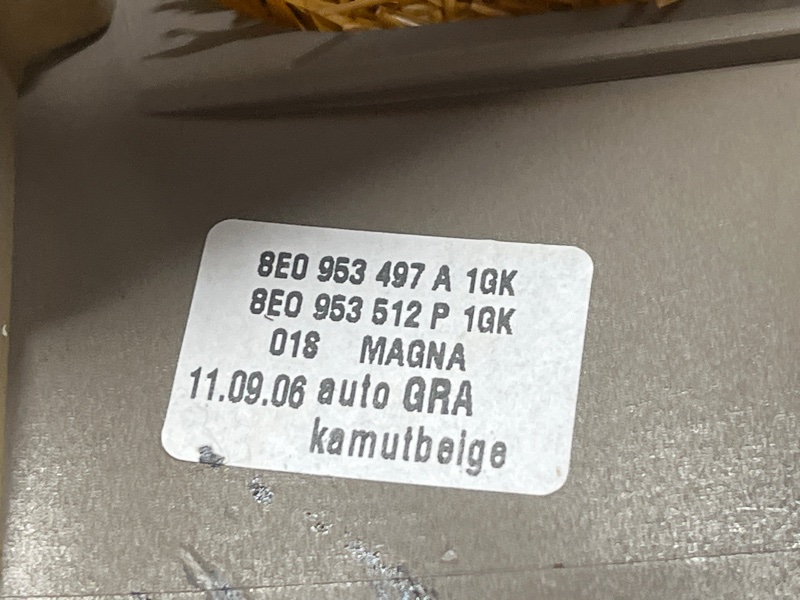 8E0 953 497 A 1GK
8E0 953 512 P 1GK
018 MAGNA
11.09.06 auto GRA
kamutbeige